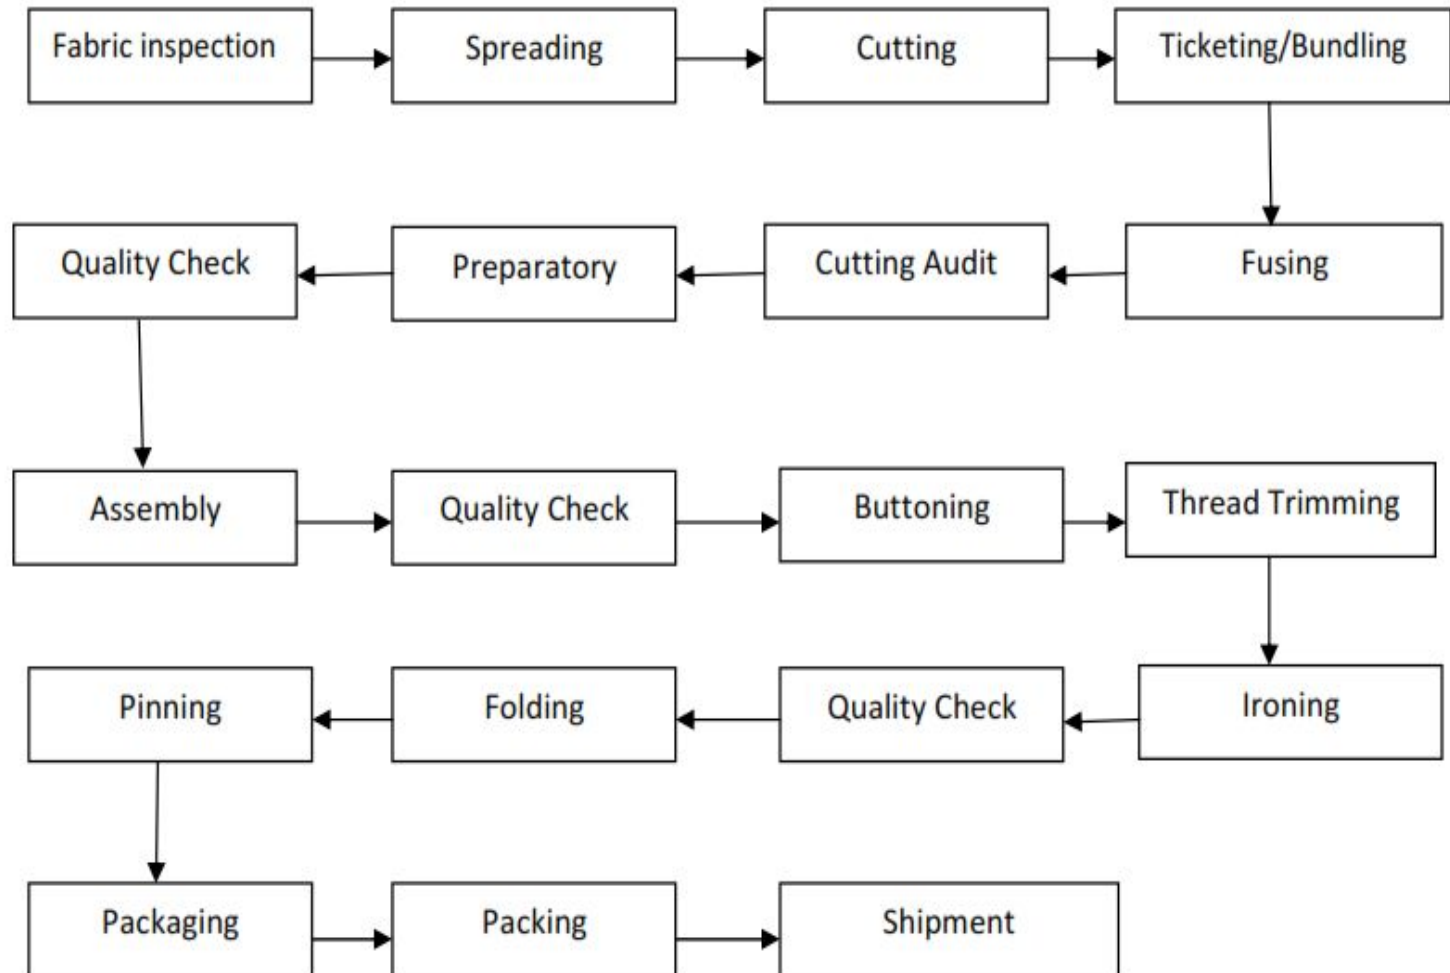 Fabric inspection
Spreading
Cutting
Ticketing/Bundling
Quality Check
Preparatory
Cutting Audit
Fusing
Assembly
Quality Check
Buttoning
Thread Trimming
Pinning
Folding
Quality Check
Ironing
Packaging
Packing
Shipment